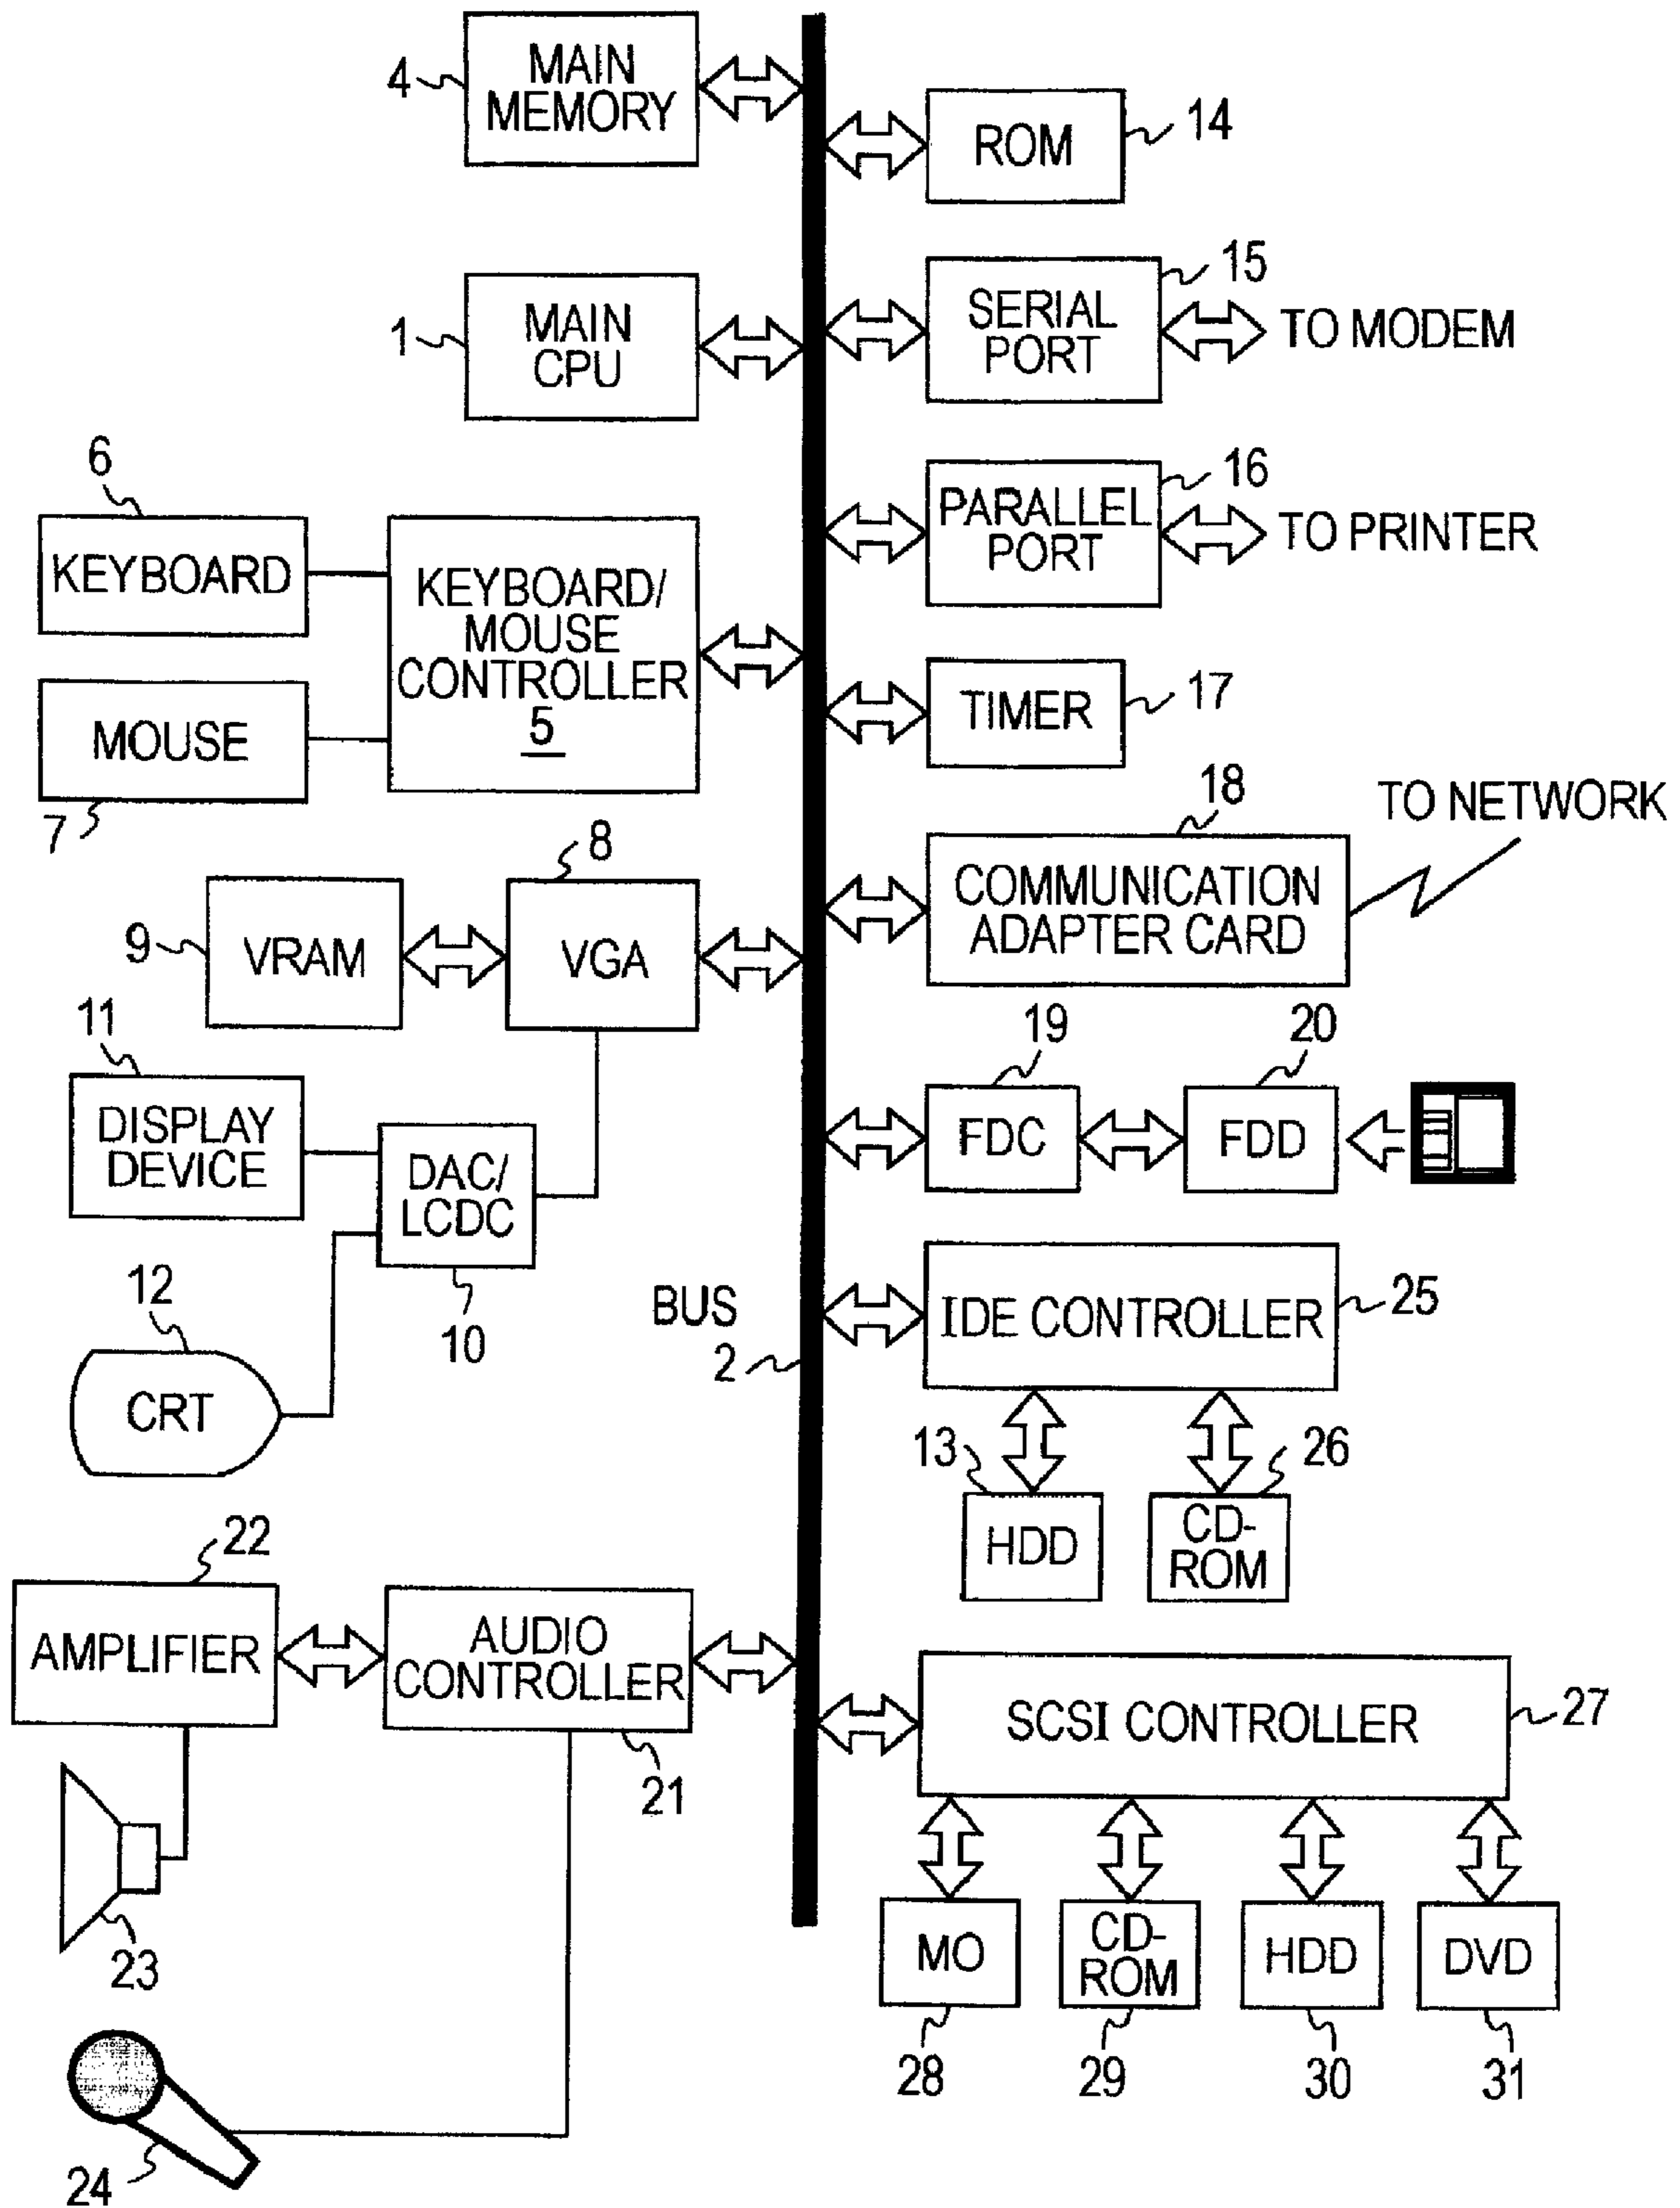 4
MAIN
MEMORY
ROM
14
1
MAIN
CPU
SERIAL
PORT
15
TO MODEM
6
KEYBOARD
MOUSE
7
KEYBOARD/
MOUSE
CONTROLLER
5
PARALLEL
PORT
16
TO PRINTER
TIMER
17
18
COMMUNICATION
ADAPTER CARD
TO NETWORK
9
VRAM
8
VGA
11
DISPLAY
DEVICE
DAC/
LCDC
10
12
CRT
19
FDC
20
FDD
BUS
2
IDE CONTROLLER
25
13
HDD
26
CD-
ROM
22
AMPLIFIER
AUDIO
CONTROLLER
21
23
24
SCSI CONTROLLER
27
MO
28
CD-
ROM
29
HDD
30
DVD
31